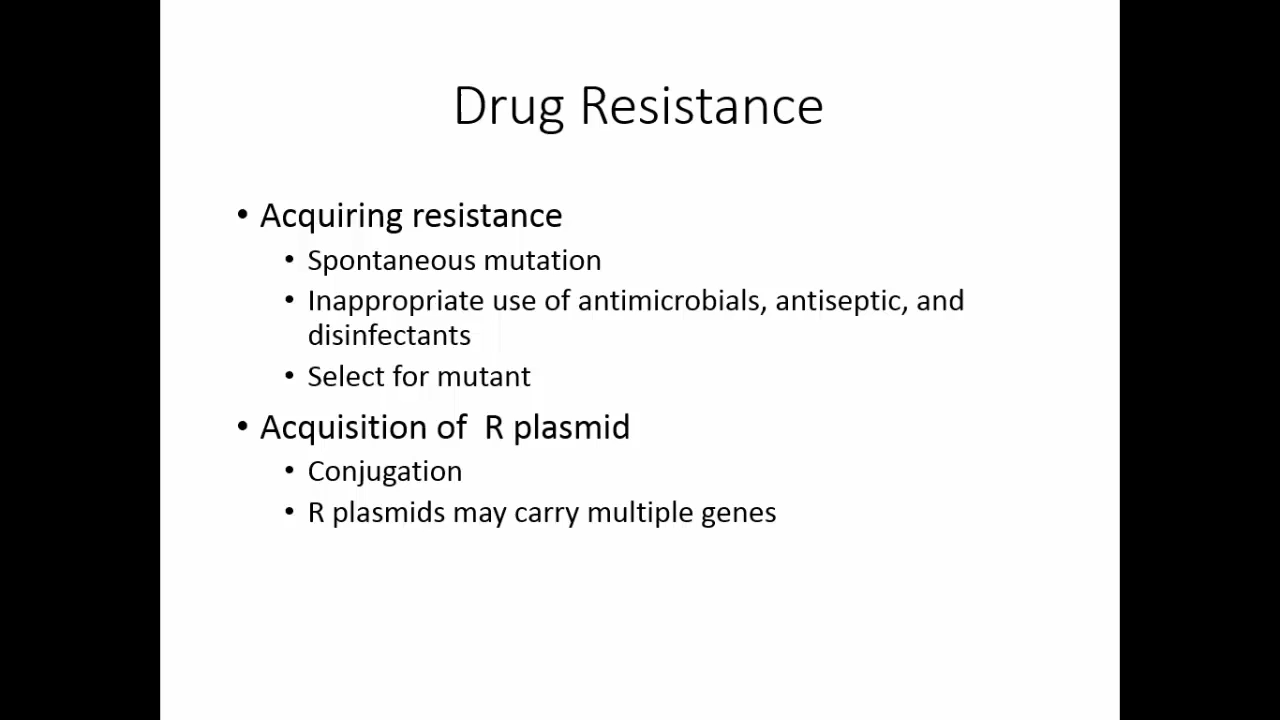 Drug Resistance
• Acquiring resistance
• Spontaneous mutation
• Inappropriate use of antimicrobials, antiseptic, and
disinfectants
• Select for mutant
• Acquisition of  R plasmid
• Conjugation
• R plasmids may carry multiple genes